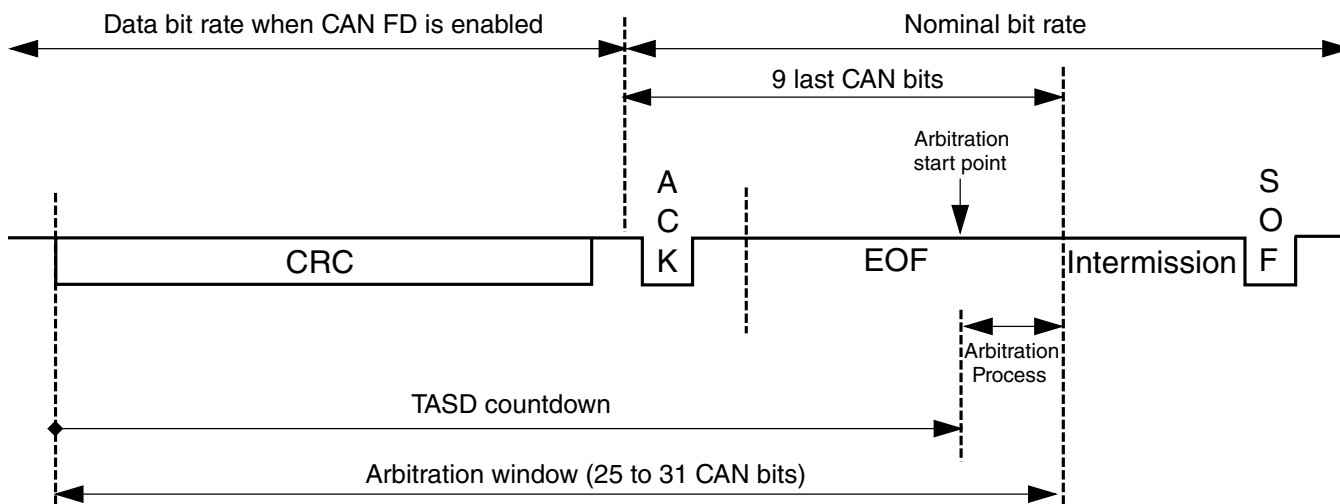 Data bit rate when CAN FD is enabled
Nominal bit rate
9 last CAN bits
Arbitration
start point
A
C
K
S
O
F
CRC
EOF
Intermission
Arbitration
Process
TASD countdown
Arbitration window (25 to 31 CAN bits)